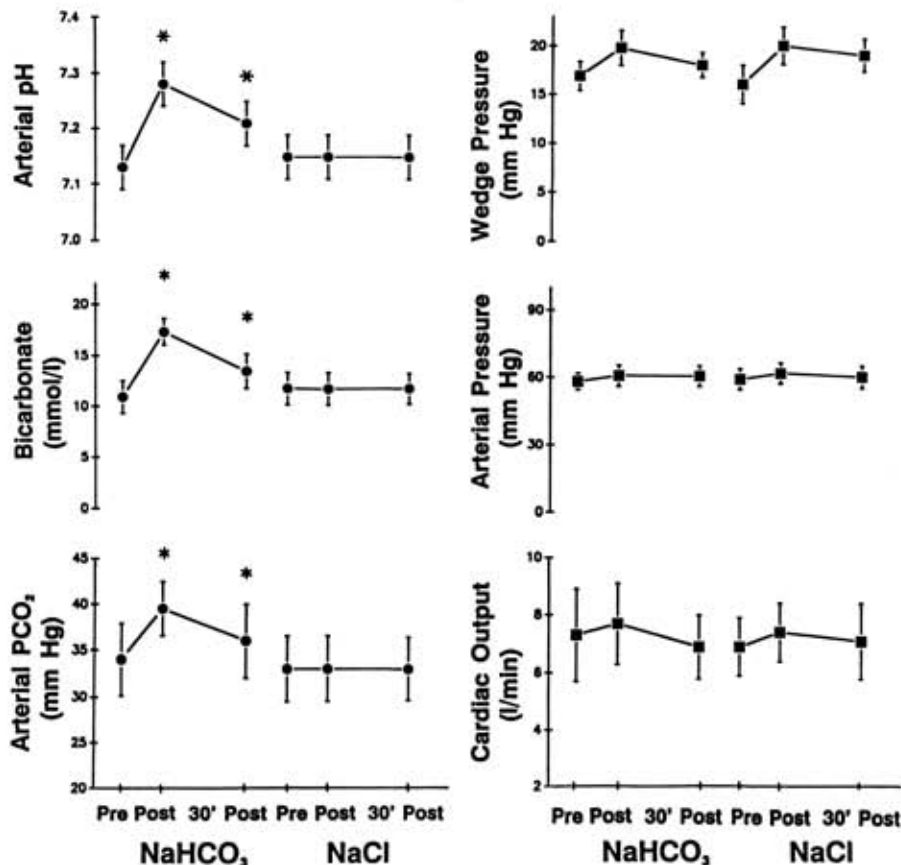 7.4
7.3
7.2
7.1
7.0
Arterial pH
* *
20
15
10
5
0
Wedge Pressure
(mm Hg)
20
15
10
5
0
Bicarbonate
(mmol/l)
* *
90
60
30
0
Arterial Pressure
(mm Hg)
45
40
35
30
25
20
Arterial PCO₂
(mm Hg)
* *
10
8
6
4
2
Cardiac Output
(l/min)
Pre Post 30' Post Pre Post 30' Post
NaHCO₃ NaCl
Pre Post 30' Post Pre Post 30' Post
NaHCO₃ NaCl